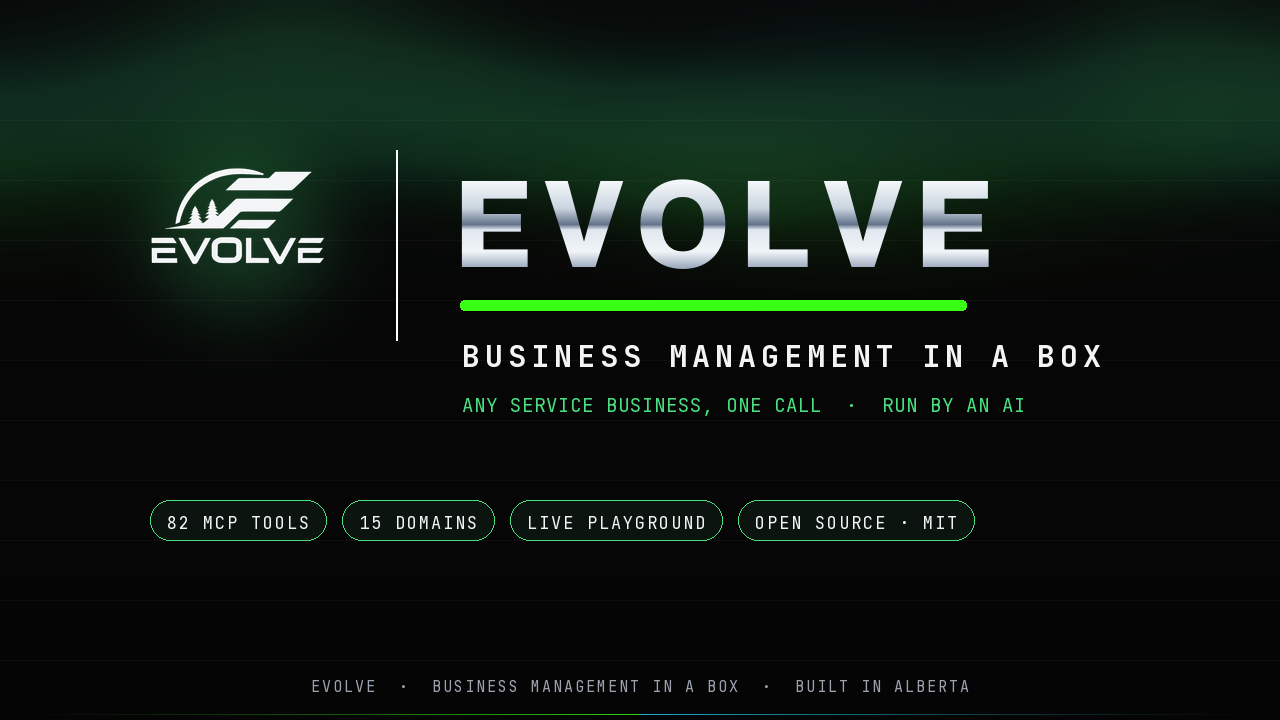 EVOLVE
EVOLVE
BUSINESS MANAGEMENT IN A BOX
ANY SERVICE BUSINESS, ONE CALL · RUN BY AN AI
82 MCP TOOLS
15 DOMAINS
LIVE PLAYGROUND
OPEN SOURCE · MIT
EVOLVE · BUSINESS MANAGEMENT IN A BOX · BUILT IN ALBERTA